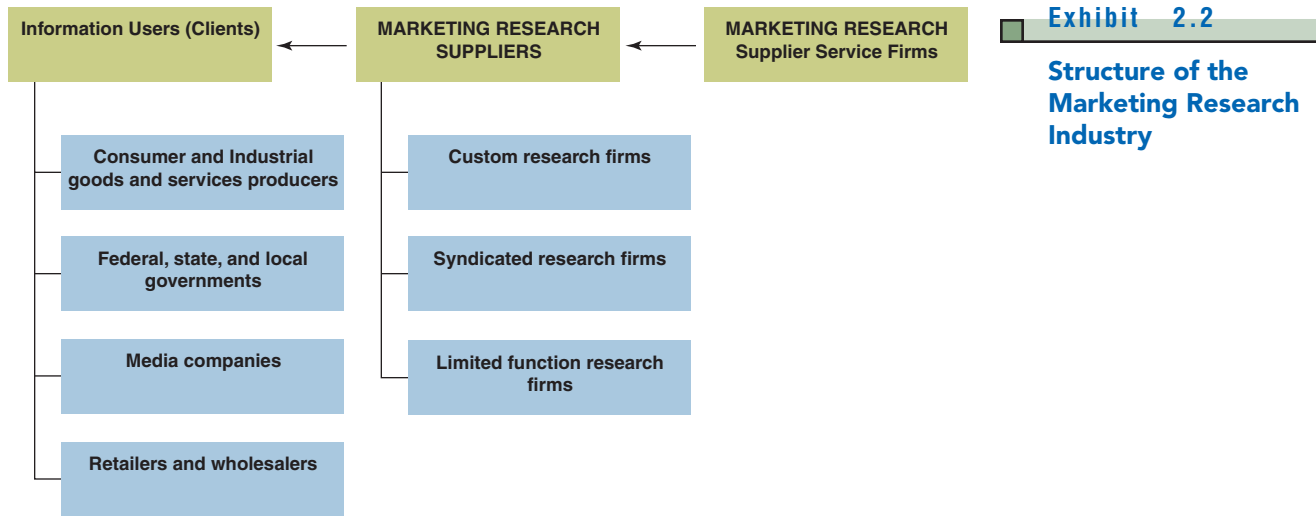 Information Users (Clients)
MARKETING RESEARCH
SUPPLIERS
MARKETING RESEARCH
Supplier Service Firms
Exhibit 2.2
Structure of the
Marketing Research
Industry
Consumer and Industrial
goods and services producers
Federal, state, and local
governments
Media companies
Retailers and wholesalers
Custom research firms
Syndicated research firms
Limited function research
firms